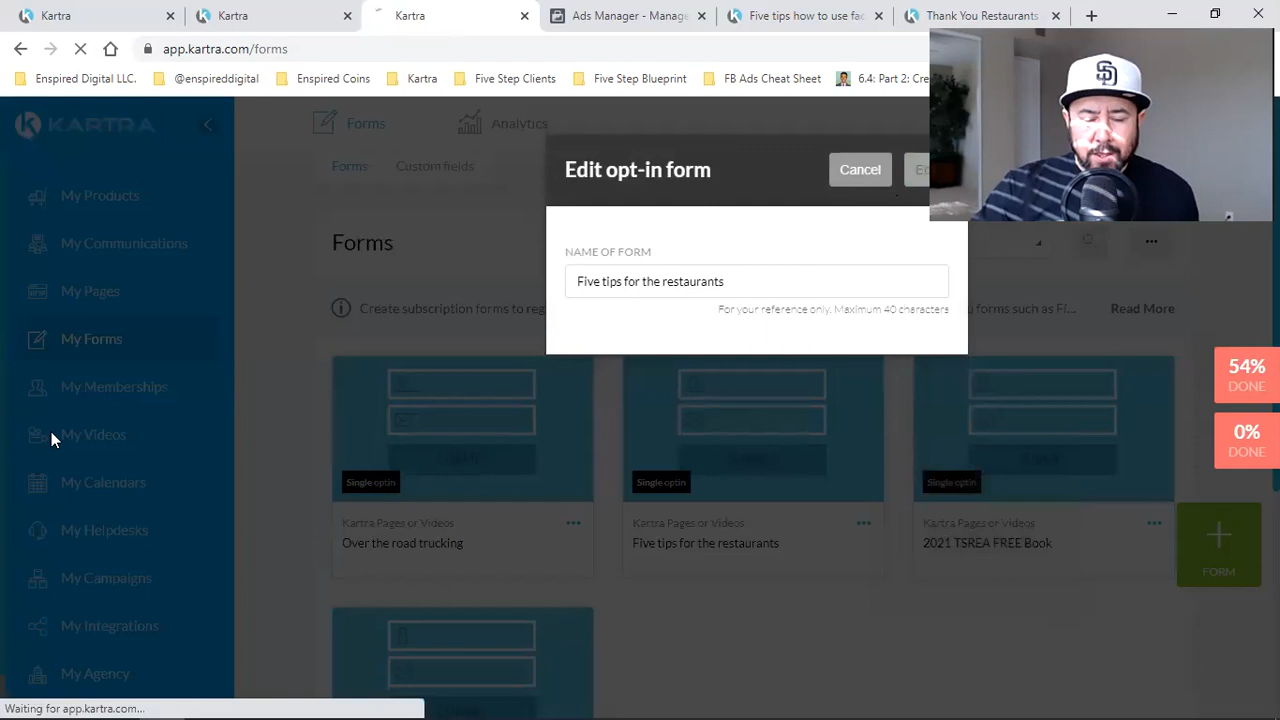 Kartra
Kartra
Kartra
Ads Manager - Manage
Five tips how to use fac
Thank You Restaurants
app.kartra.com/forms
Enspired Digital LLC.
@enspireddigital
Enspired Coins
Kartra
Five Step Clients
Five Step Blueprint
FB Ads Cheat Sheet
6.4: Part 2: Cre
KARTRA
Forms
Analytics
Forms
Custom fields
Edit opt-in form
Cancel
SD
My Products
My Communications
My Pages
My Forms
My Memberships
My Videos
My Calendars
My Helpdesks
My Campaigns
My Integrations
My Agency
Forms
NAME OF FORM
Five tips for the restaurants
For your reference only. Maximum 40 characters
Create subscription forms to reg
forms such as Fi...
Read More
54%
DONE
0%
DONE
Single optin
Single optin
Single optin
Kartra Pages or Videos
Over the road trucking
Kartra Pages or Videos
Five tips for the restaurants
Kartra Pages or Videos
2021 TSREA FREE Book
FORM
Waiting for app.kartra.com...